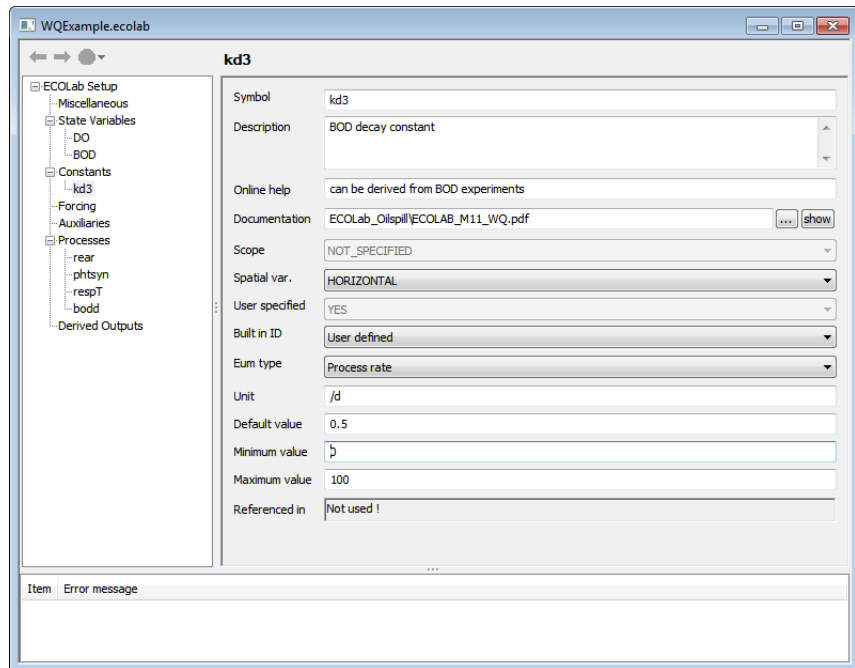 WQExample.ecolab
kd3
ECOLab Setup
Miscellaneous
State Variables
DO
BOD
Constants
kd3
Forcing
Auxiliaries
Processes
rear
phtsyn
respT
bodd
Derived Outputs
Symbol kd3
Description BOD decay constant
Online help can be derived from BOD experiments
Documentation ECOLab_Oilspill\ECOLAB_M11_WQ.pdf ... show
Scope NOT_SPECIFIED
Spatial var. HORIZONTAL
User specified YES
Built in ID User defined
Eum type Process rate
Unit /d
Default value 0.5
Minimum value 0
Maximum value 100
Referenced in Not used !
Item Error message